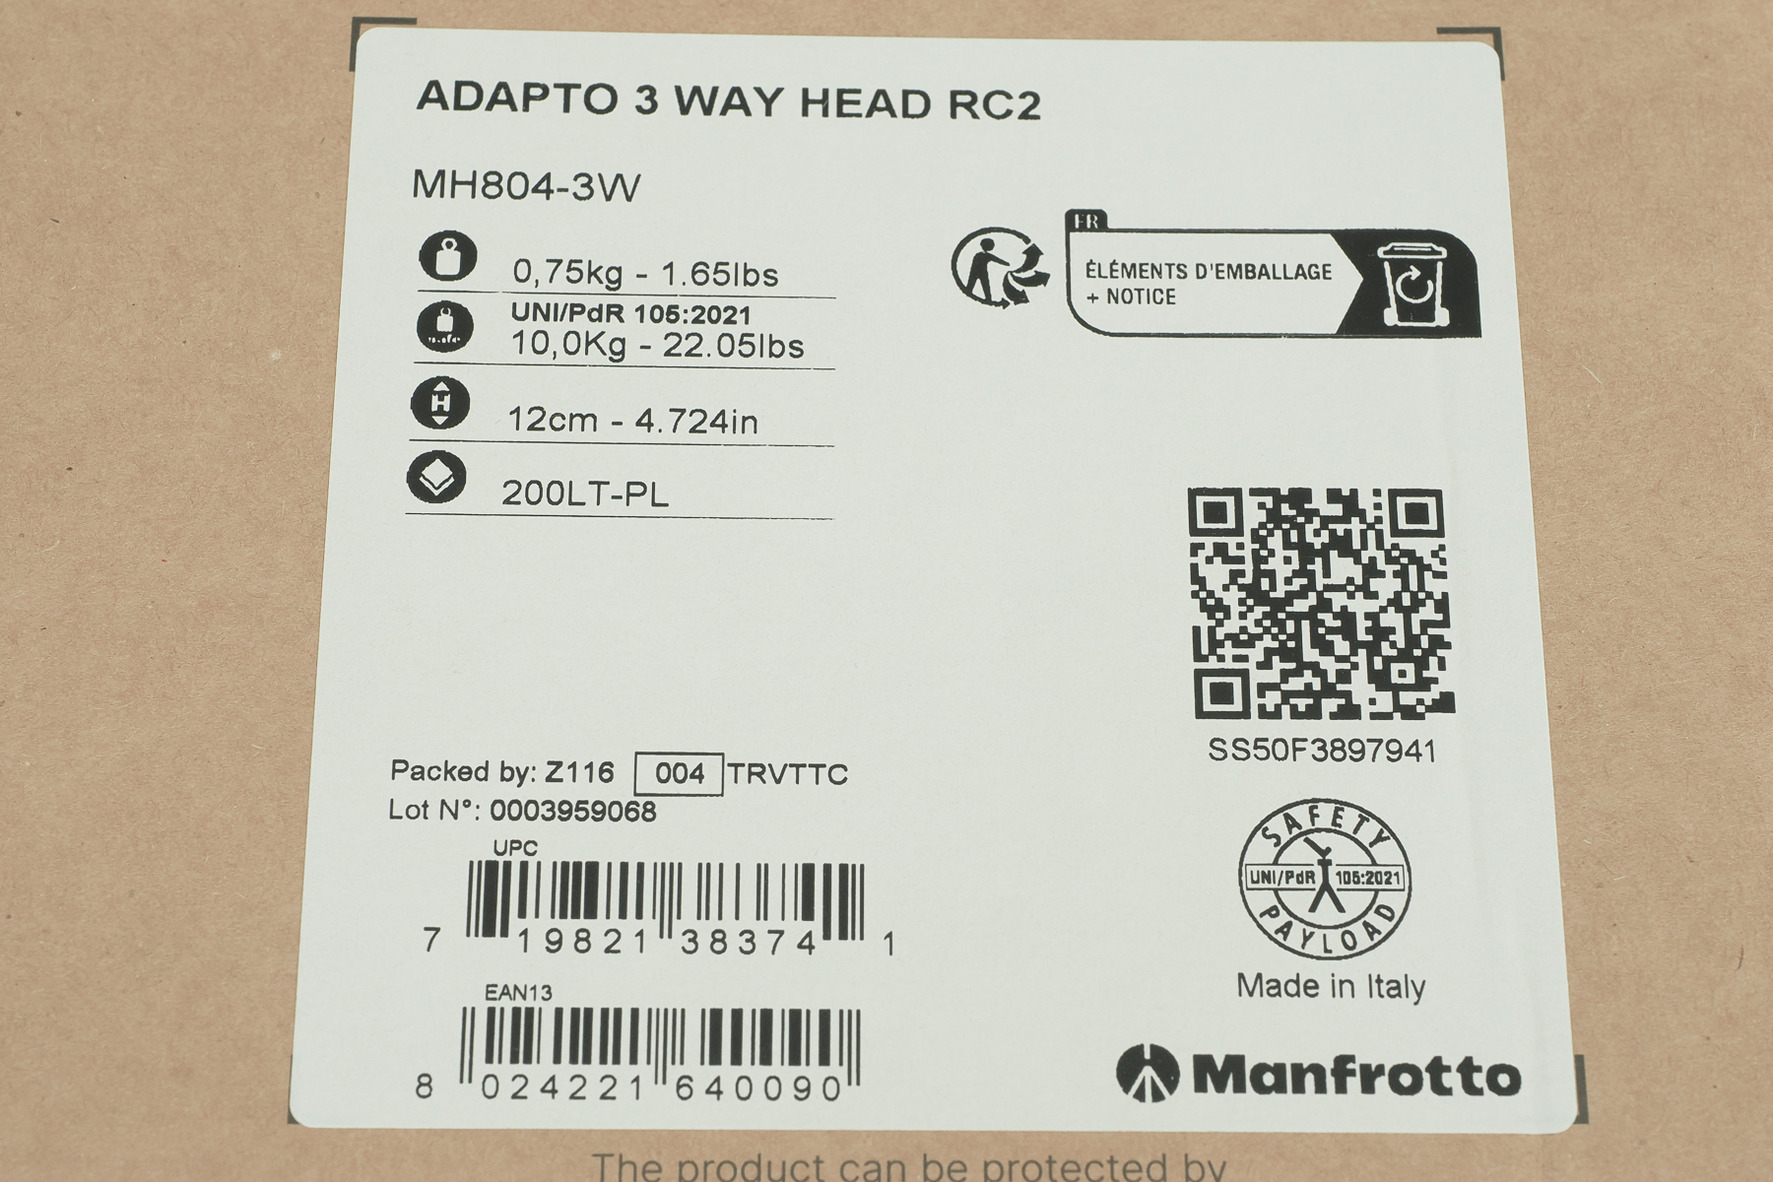 ADAPTO 3 WAY HEAD RC2
MH804-3W
0,75kg - 1.65lbs
UNI/PdR 105:2021
10,0Kg - 22.05lbs
H
12cm - 4.724in
200LT-PL
FR
ÉLÉMENTS D'EMBALLAGE
+ NOTICE
SS50F3897941
Packed by: Z116 004 TRVTTC
Lot N°: 0003959068
UPC
7 19821 38374 1
EAN13
8 024221 640090
SAFETY
UNI/PdR 105:2021
PAYLOAD
Made in Italy
Manfrotto
The product can be protected by